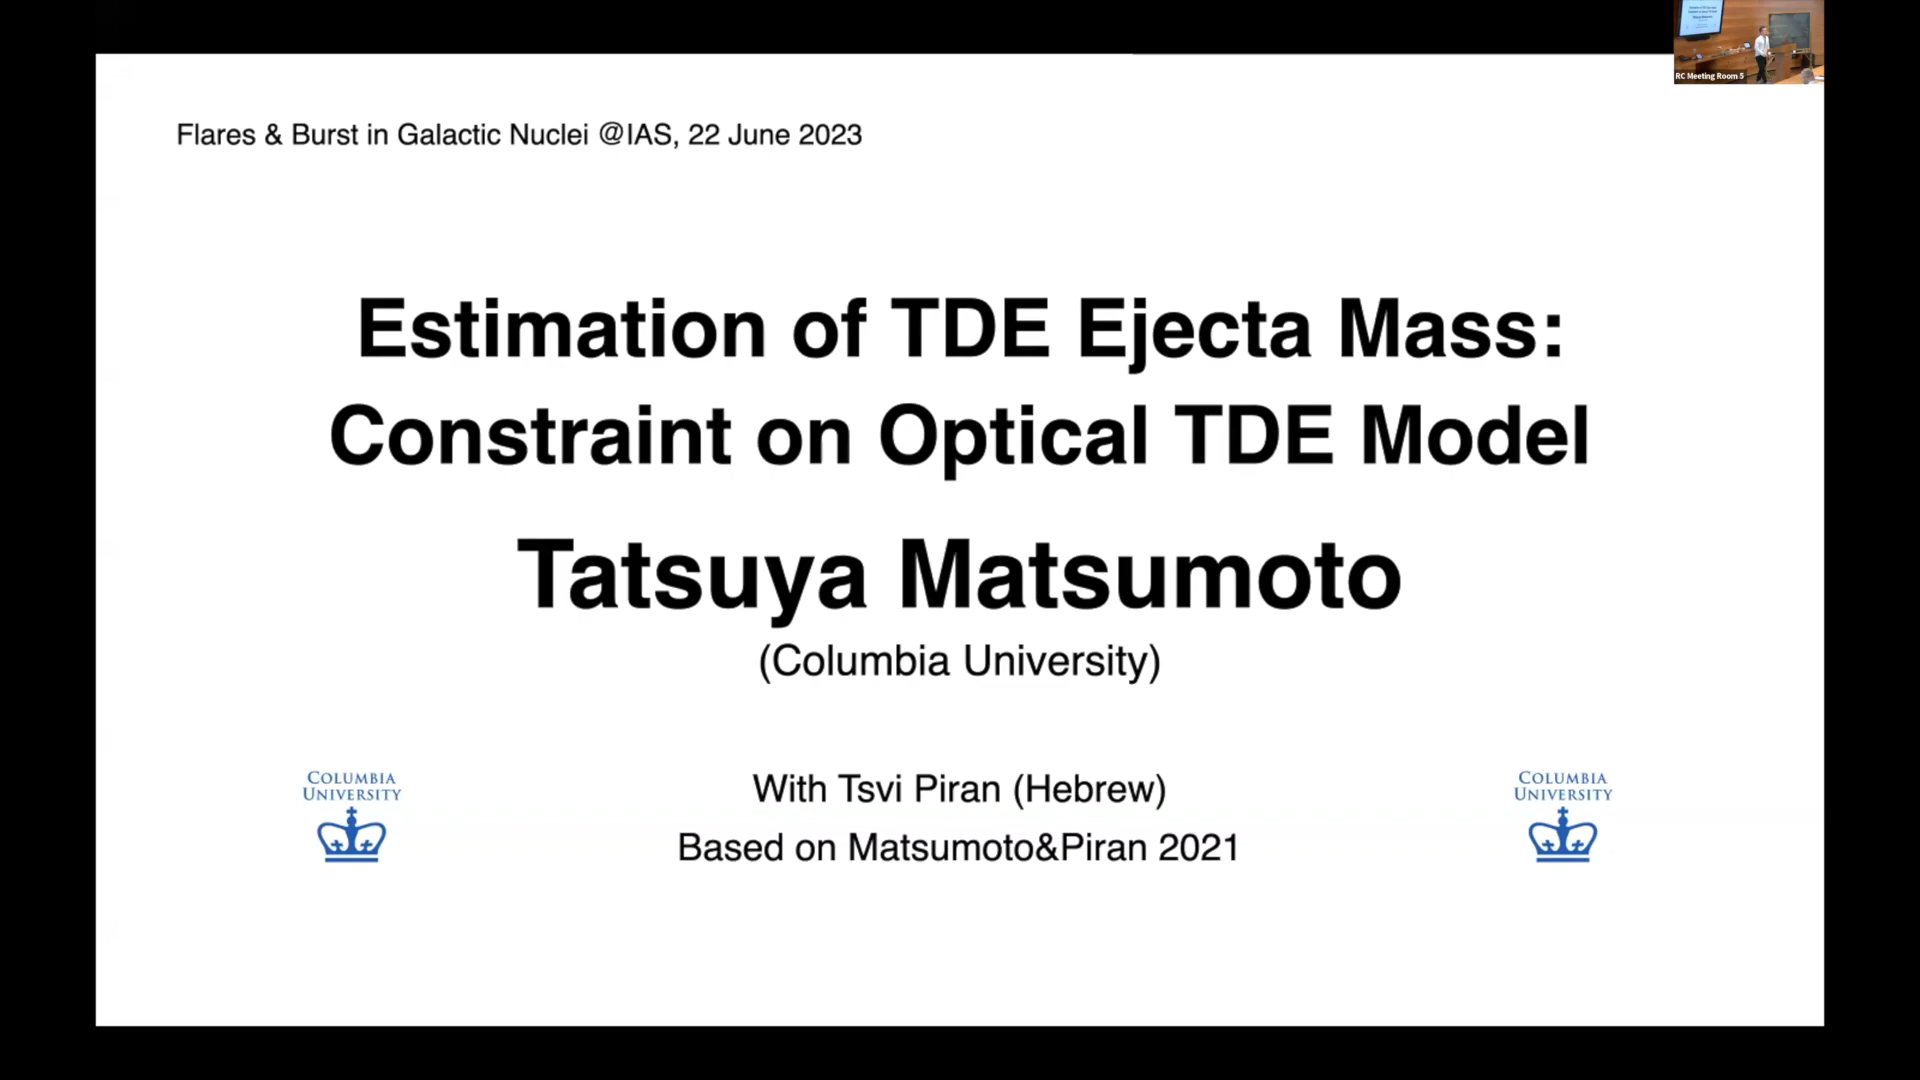 RC Meeting Room 5
Flares & Burst in Galactic Nuclei @IAS, 22 June 2023
Estimation of TDE Ejecta Mass:
Constraint on Optical TDE Model
Tatsuya Matsumoto
(Columbia University)
COLUMBIA
UNIVERSITY
With Tsvi Piran (Hebrew)
Based on Matsumoto&Piran 2021
COLUMBIA
UNIVERSITY